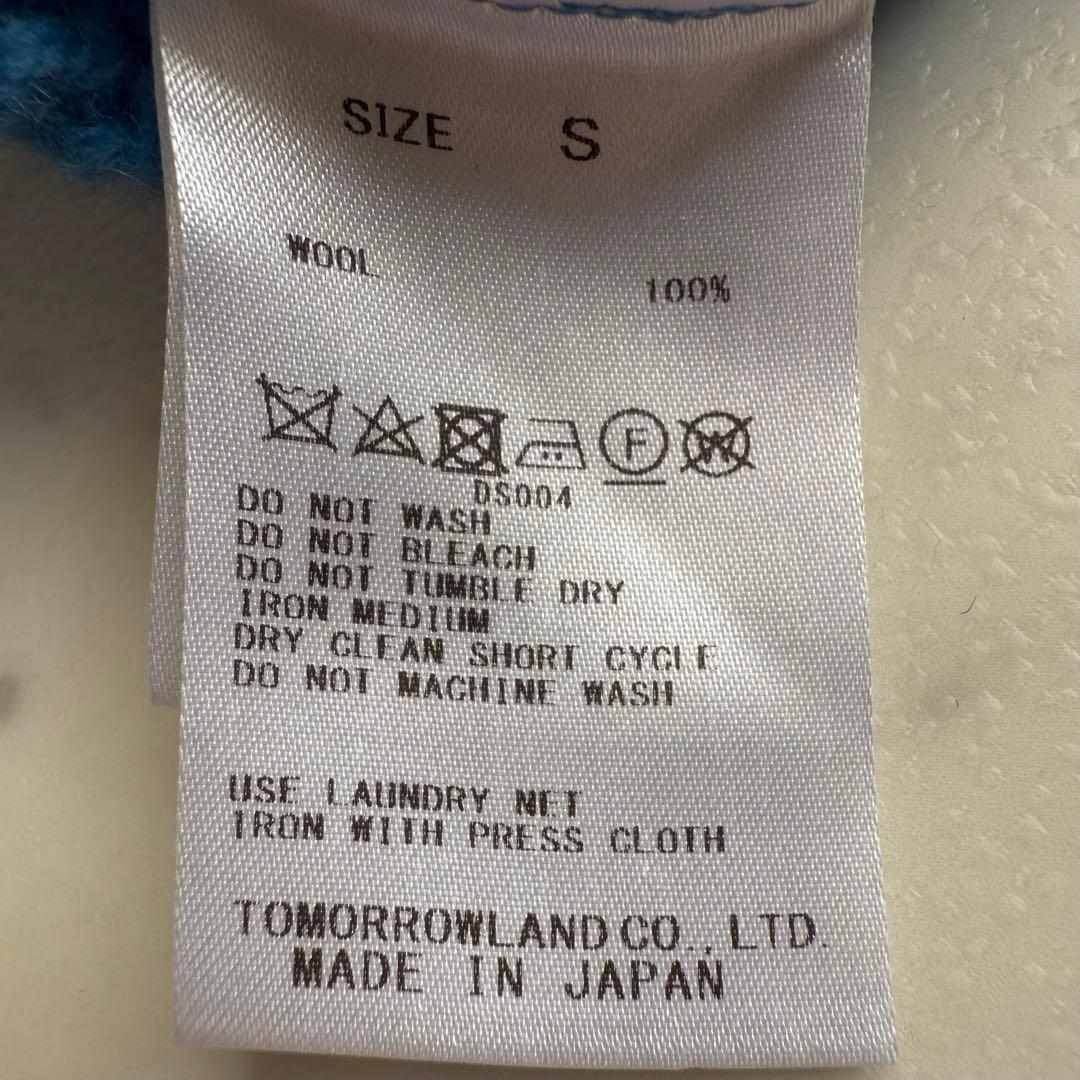 SIZE S
WOOL 100%
F W
DS004
DO NOT WASH
DO NOT BLEACH
DO NOT TUMBLE DRY
IRON MEDIUM
DRY CLEAN SHORT CYCLE
DO NOT MACHINE WASH
USE LAUNDRY NET
IRON WITH PRESS CLOTH
TOMORROWLAND CO., LTD.
MADE IN JAPAN